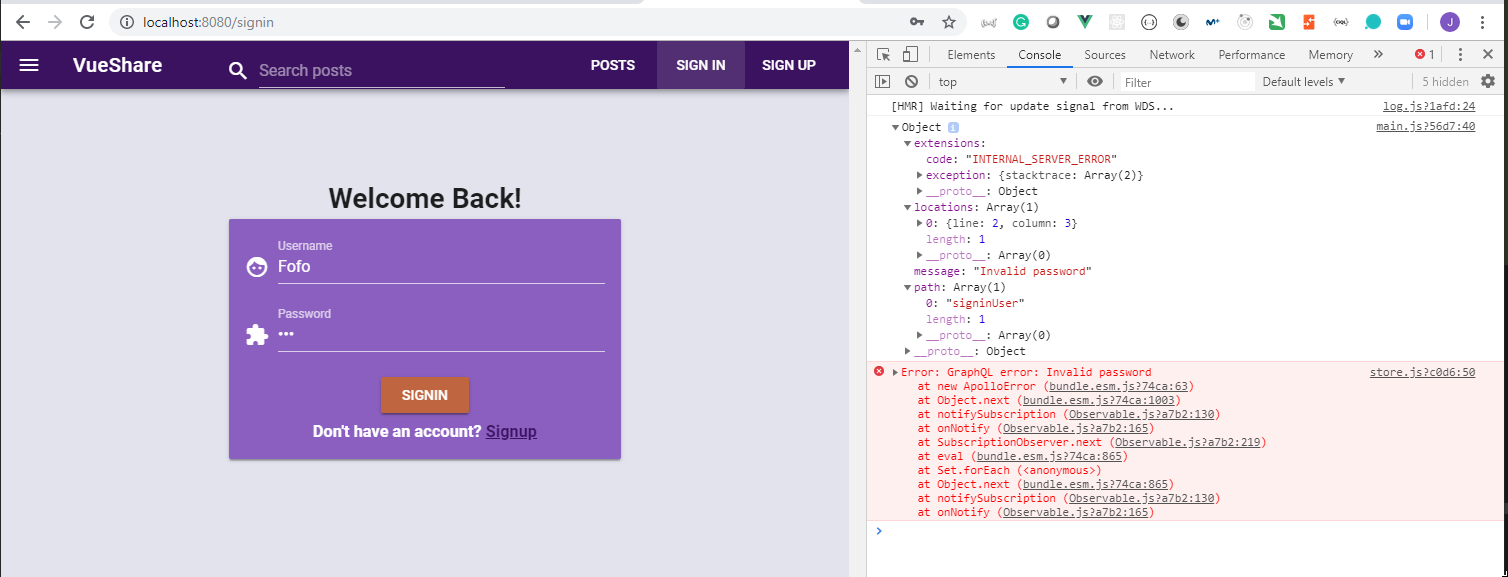 localhost:8080/signin
J
VueShare
Search posts
POSTS
SIGN IN
SIGN UP
Welcome Back!
Username
Fofo
Password
•••
SIGNIN
Don't have an account? Signup
Elements Console Sources Network Performance Memory » 1
top Filter Default levels ▼ 5 hidden
[HMR] Waiting for update signal from WDS... log.js?1afd:24
▼Object i main.js?56d7:40
▼extensions:
code: "INTERNAL_SERVER_ERROR"
▶exception: {stacktrace: Array(2)}
▶__proto__: Object
▼locations: Array(1)
▶0: {line: 2, column: 3}
length: 1
▶__proto__: Array(0)
message: "Invalid password"
▼path: Array(1)
0: "signinUser"
length: 1
▶__proto__: Array(0)
▶__proto__: Object
▶Error: GraphQL error: Invalid password store.js?c0d6:50
at new ApolloError (bundle.esm.js?74ca:63)
at Object.next (bundle.esm.js?74ca:1003)
at notifySubscription (Observable.js?a7b2:130)
at onNotify (Observable.js?a7b2:165)
at SubscriptionObserver.next (Observable.js?a7b2:219)
at eval (bundle.esm.js?74ca:865)
at Set.forEach (<anonymous>)
at Object.next (bundle.esm.js?74ca:865)
at notifySubscription (Observable.js?a7b2:130)
at onNotify (Observable.js?a7b2:165)